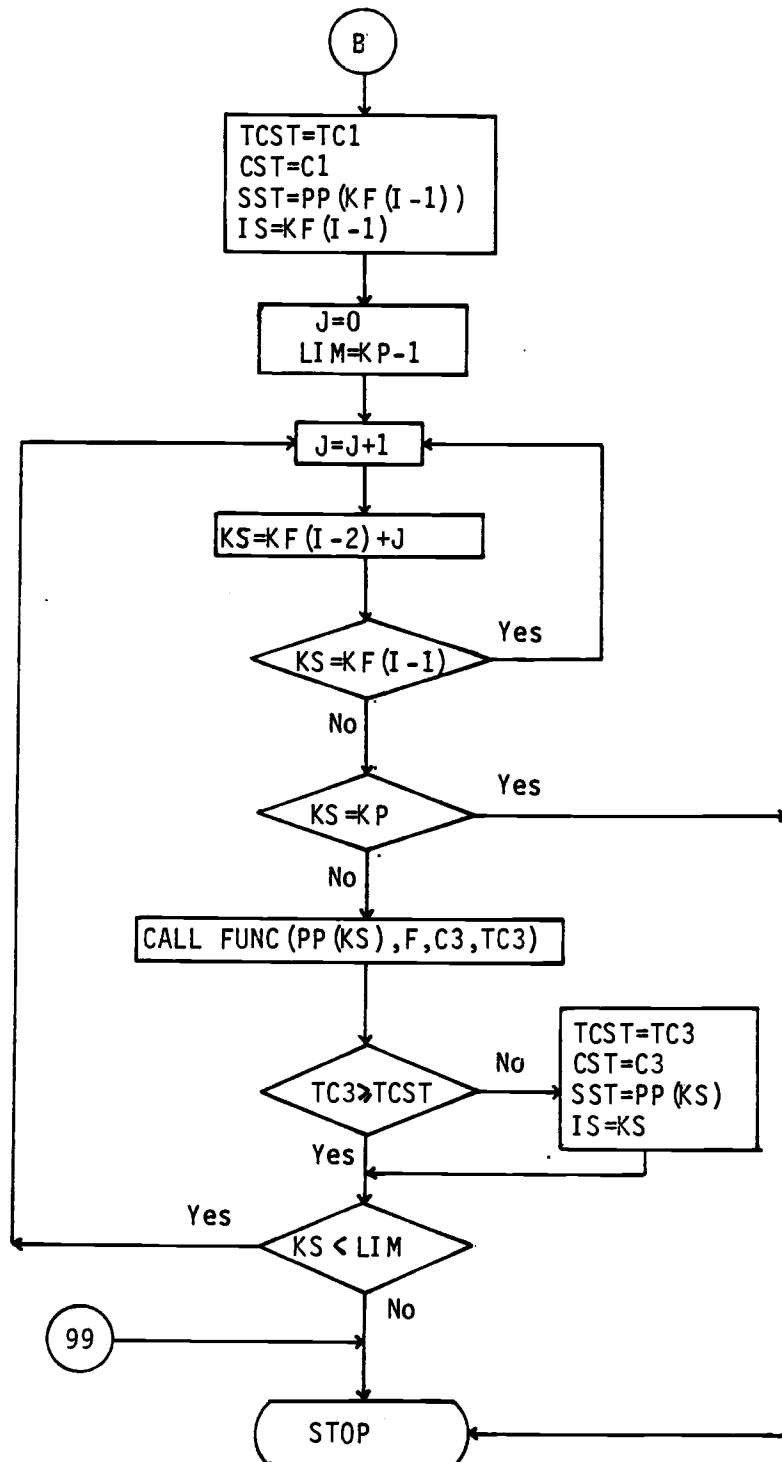 B
TCST=TC1
CST=C1
SST=PP(KF(I-1))
IS=KF(I-1)
J=0
LIM=KP-1
J=J+1
KS=KF(I-2)+J
KS=KF(I-I)
Yes
No
KS=KP
Yes
No
CALL FUNC(PP(KS),F,C3,TC3)
TC3⩾TCST
No
TCST=TC3
CST=C3
SST=PP(KS)
IS=KS
Yes
KS < LIM
Yes
No
99
STOP